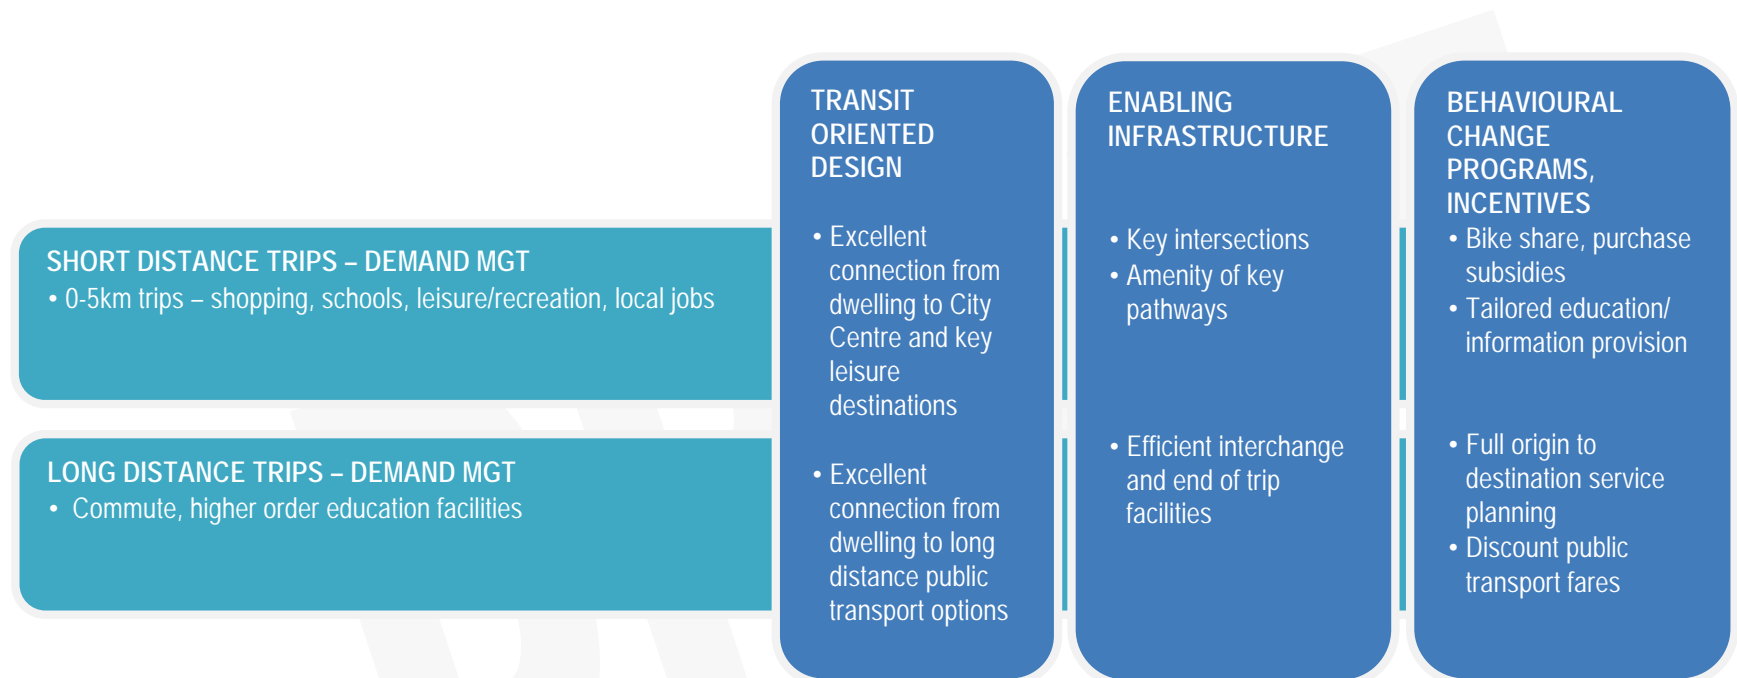 TRANSIT
ORIENTED
DESIGN
• Excellent
connection from
dwelling to City
Centre and key
leisure
destinations
• Excellent
connection from
dwelling to long
distance public
transport options
ENABLING
INFRASTRUCTURE
• Key intersections
• Amenity of key
pathways
• Efficient interchange
and end of trip
facilities
BEHAVIOURAL
CHANGE
PROGRAMS,
INCENTIVES
• Bike share, purchase
subsidies
• Tailored education/
information provision
• Full origin to
destination service
planning
• Discount public
transport fares
SHORT DISTANCE TRIPS – DEMAND MGT
• 0-5km trips – shopping, schools, leisure/recreation, local jobs
LONG DISTANCE TRIPS – DEMAND MGT
• Commute, higher order education facilities